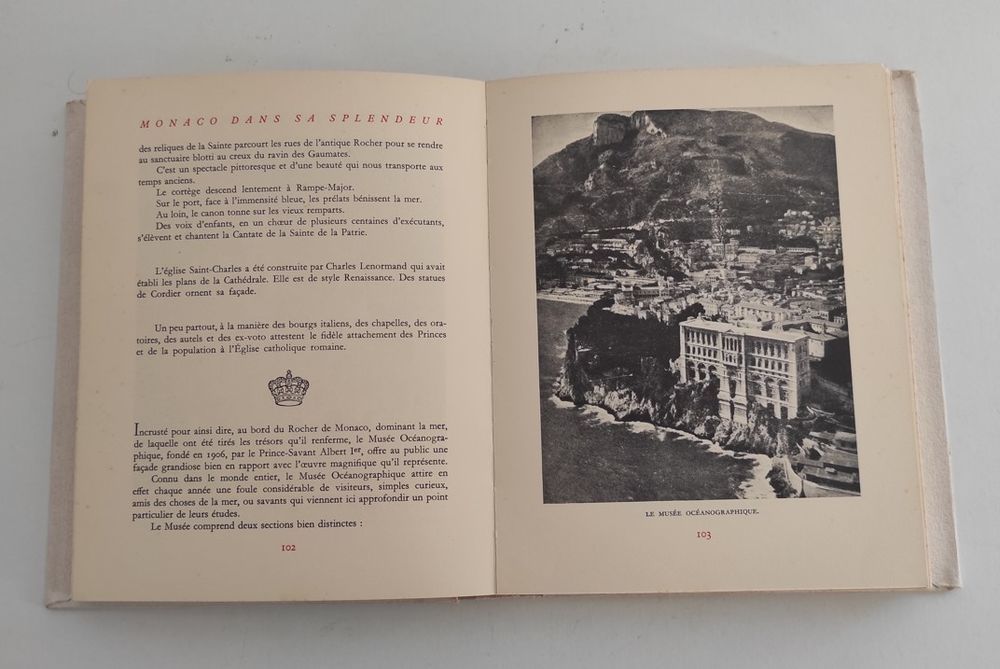 MONACO DANS SA SPLENDEUR
des reliques de la Sainte parcourt les rues de l'antique Rocher pour se rendre
au sanctuaire blotti au creux du ravin des Gaumates.
C'est un spectacle pittoresque et d'une beauté qui nous transporte aux
temps anciens.
Le cortège descend lentement à Rampe-Major.
Sur le port, face à l'immensité bleue, les prélats bénissent la mer.
Au loin, le canon tonne sur les vieux remparts.
Des voix d'enfants, en un chœur de plusieurs centaines d'exécutants,
s'élèvent et chantent la Cantate de la Sainte de la Patrie.
L'église Saint-Charles a été construite par Charles Lenormand qui avait
établi les plans de la Cathédrale. Elle est de style Renaissance. Des statues
de Cordier ornent sa façade.
Un peu partout, à la manière des bourgs italiens, des chapelles, des ora-
toires, des autels et des ex-voto attestent le fidèle attachement des Princes
et de la population à l'Église catholique romaine.
Incrusté pour ainsi dire, au bord du Rocher de Monaco, dominant la mer,
de laquelle ont été tirés les trésors qu'il renferme, le Musée Océanogra-
phique, fondé en 1906, par le Prince-Savant Albert Ier, offre au public une
façade grandiose bien en rapport avec l'œuvre magnifique qu'il représente.
Connu dans le monde entier, le Musée Océanographique attire en
effet chaque année une foule considérable de visiteurs, simples curieux,
amis des choses de la mer, ou savants qui viennent ici approfondir un point
particulier de leurs études.
Le Musée comprend deux sections bien distinctes :
102
LE MUSÉE OCÉANOGRAPHIQUE.
103